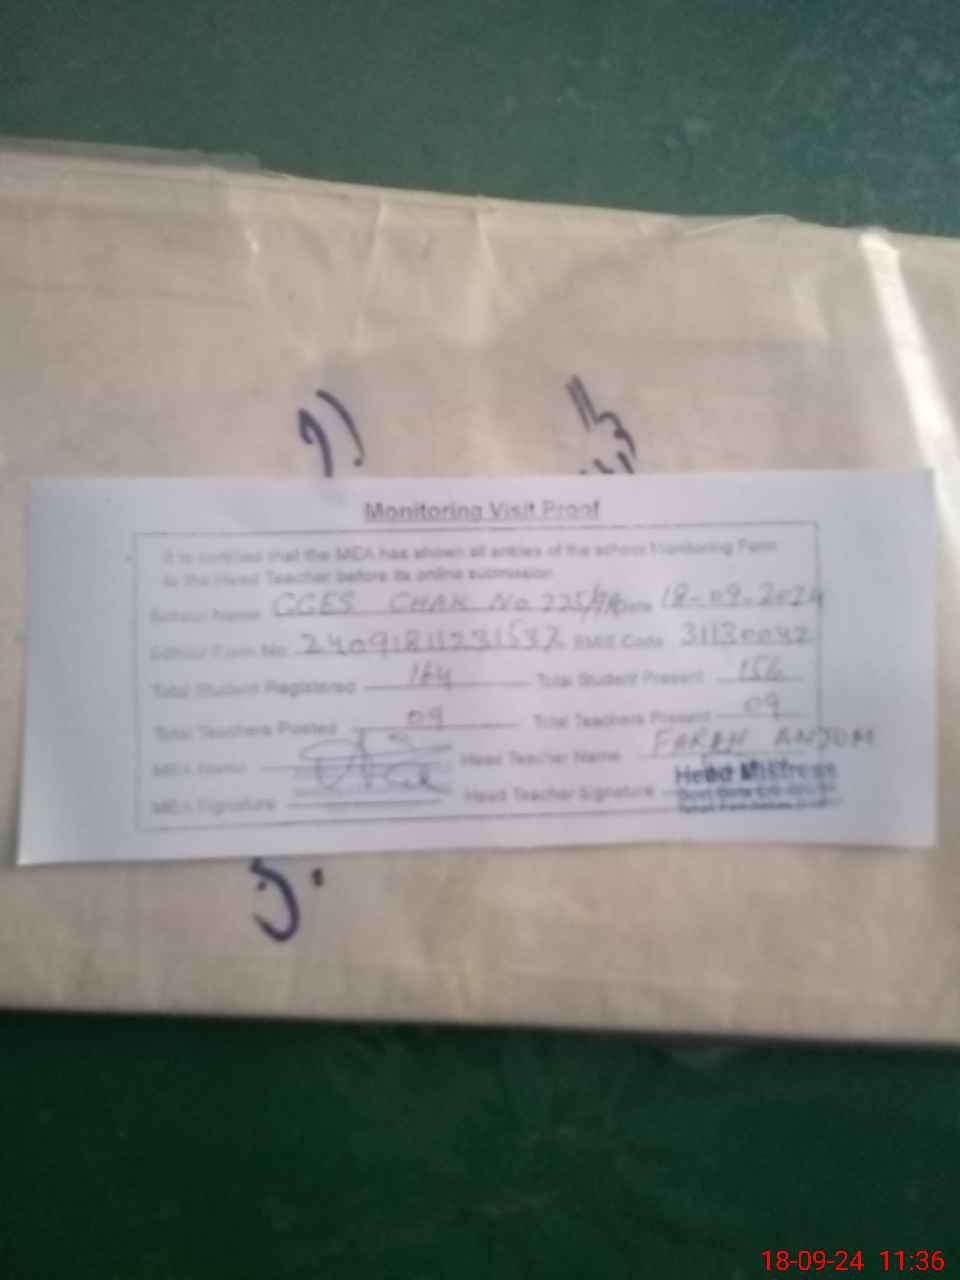 Monitoring Visit Proof
It is certified that the MEA has shown all entries of the school Monitoring Form
to the Head Teacher before its online submission
School Name GGES CHAK No 225/9R Date 18-09-2024
School Form No 24091811231537 EMIS Code 31130042
Total Student Registered 164 Total Student Present 156
Total Teachers Posted 09 Total Teachers Present 09
MEA Name Head Teacher Name FARAH ANJUM
MEA Signature Head Teacher Signature
Head Mistress
18-09-24 11:36